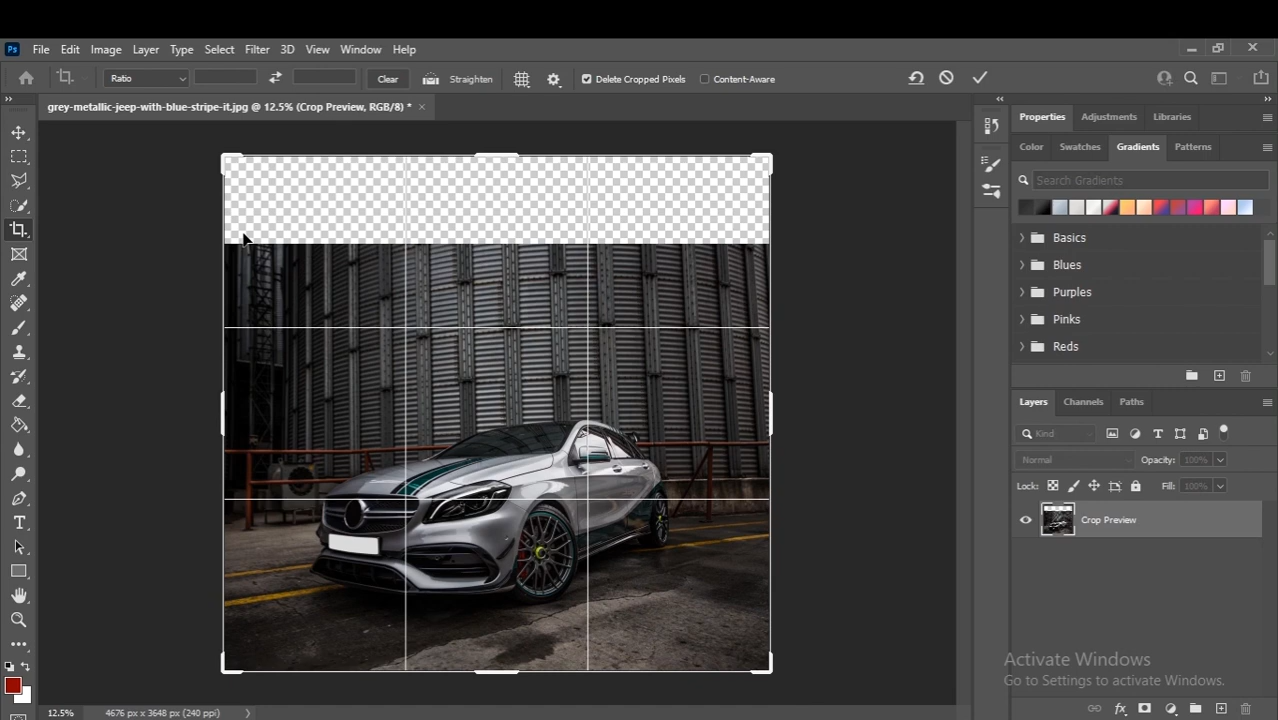 Ps File Edit Image Layer Type Select Filter 3D View Window Help
Ratio Clear Straighten Delete Cropped Pixels Content-Aware
grey-metallic-jeep-with-blue-stripe-it.jpg @ 12.5% (Crop Preview, RGB/8) *
Properties Adjustments Libraries
Color Swatches Gradients Patterns
Search Gradients
Basics
Blues
Purples
Pinks
Reds
Layers Channels Paths
Kind
Normal Opacity: 100%
Lock: Fill: 100%
Crop Preview
Activate Windows
Go to Settings to activate Windows.
12.5% 4676 px x 3648 px (240 ppi)